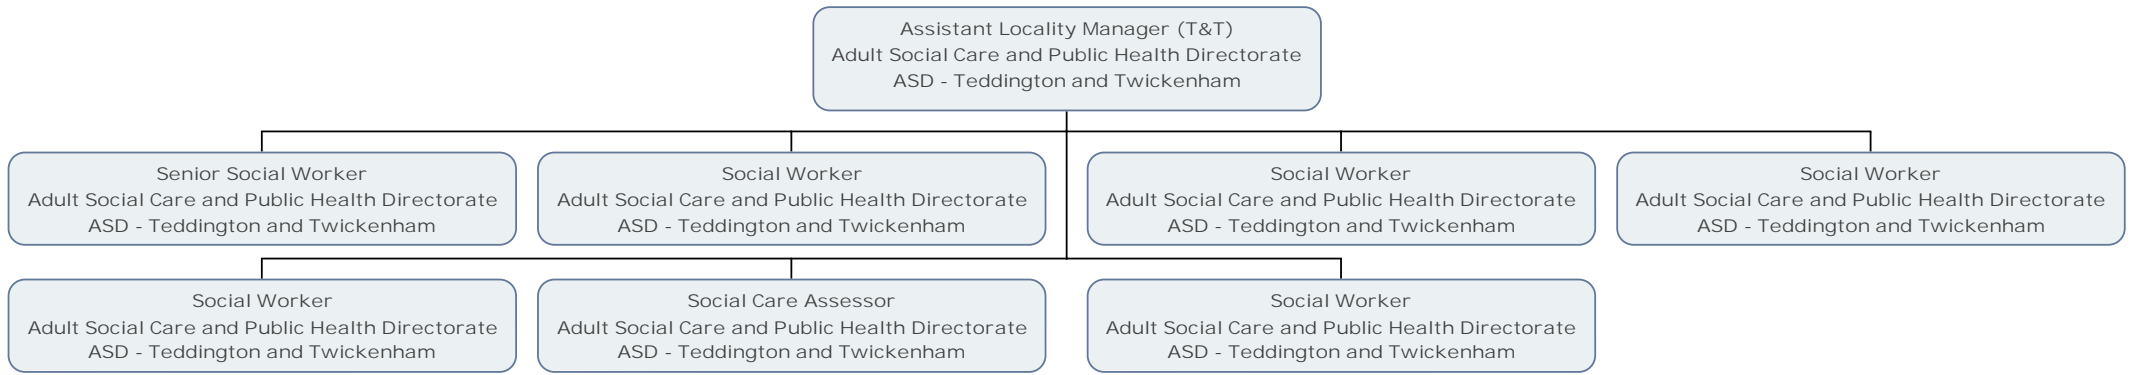 Assistant Locality Manager (T&T)
Adult Social Care and Public Health Directorate
ASD - Teddington and Twickenham
Senior Social Worker
Adult Social Care and Public Health Directorate
ASD - Teddington and Twickenham
Social Worker
Adult Social Care and Public Health Directorate
ASD - Teddington and Twickenham
Social Worker
Adult Social Care and Public Health Directorate
ASD - Teddington and Twickenham
Social Worker
Adult Social Care and Public Health Directorate
ASD - Teddington and Twickenham
Social Worker
Adult Social Care and Public Health Directorate
ASD - Teddington and Twickenham
Social Care Assessor
Adult Social Care and Public Health Directorate
ASD - Teddington and Twickenham
Social Worker
Adult Social Care and Public Health Directorate
ASD - Teddington and Twickenham